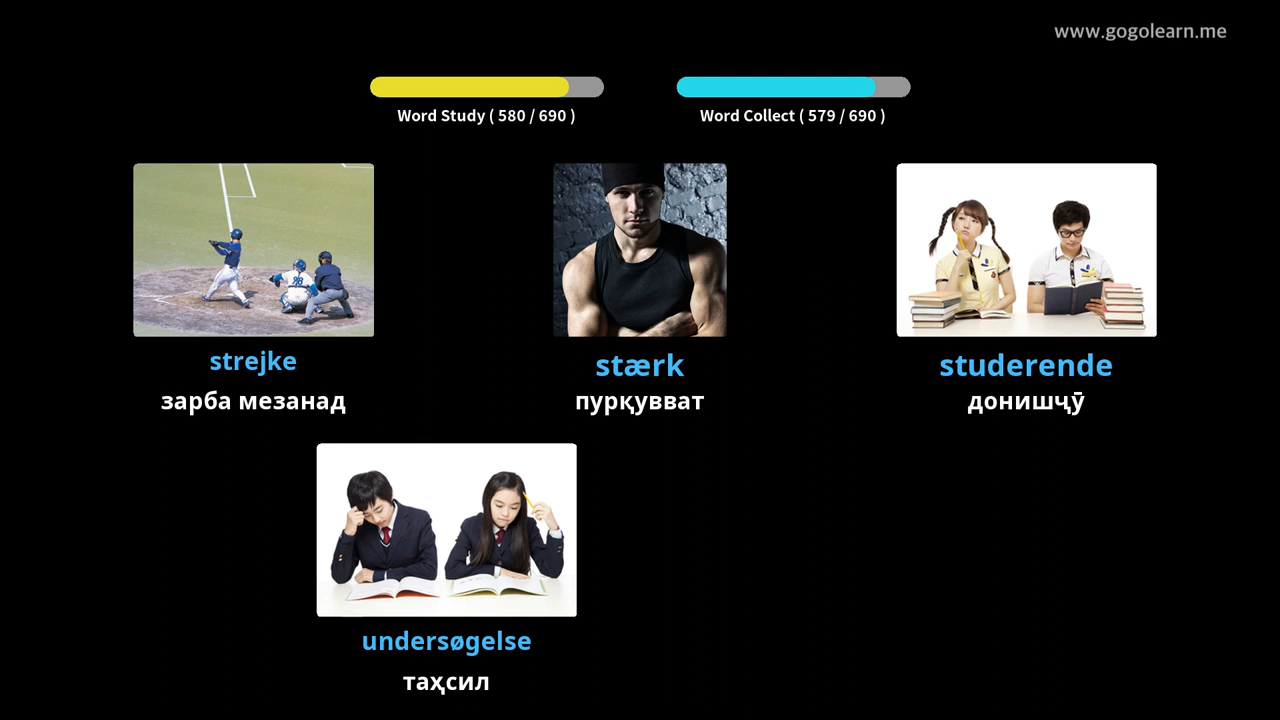 www.gogolearn.me
Word Study ( 580 / 690 )
Word Collect ( 579 / 690 )
strejke
зарба мезанад
stærk
пурқувват
studerende
донишҷӯ
undersøgelse
таҳсил